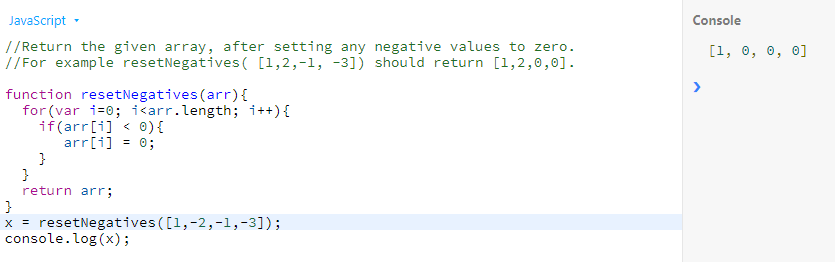 JavaScript
Console
//Return the given array, after setting any negative values to zero.
//For example resetNegatives( [1,2,-1, -3]) should return [1,2,0,0].
function resetNegatives(arr){
  for(var i=0; i<arr.length; i++){
    if(arr[i] < 0){
       arr[i] = 0;
    }
  }
  return arr;
}
x = resetNegatives([1,-2,-1,-3]);
console.log(x);
[1, 0, 0, 0]